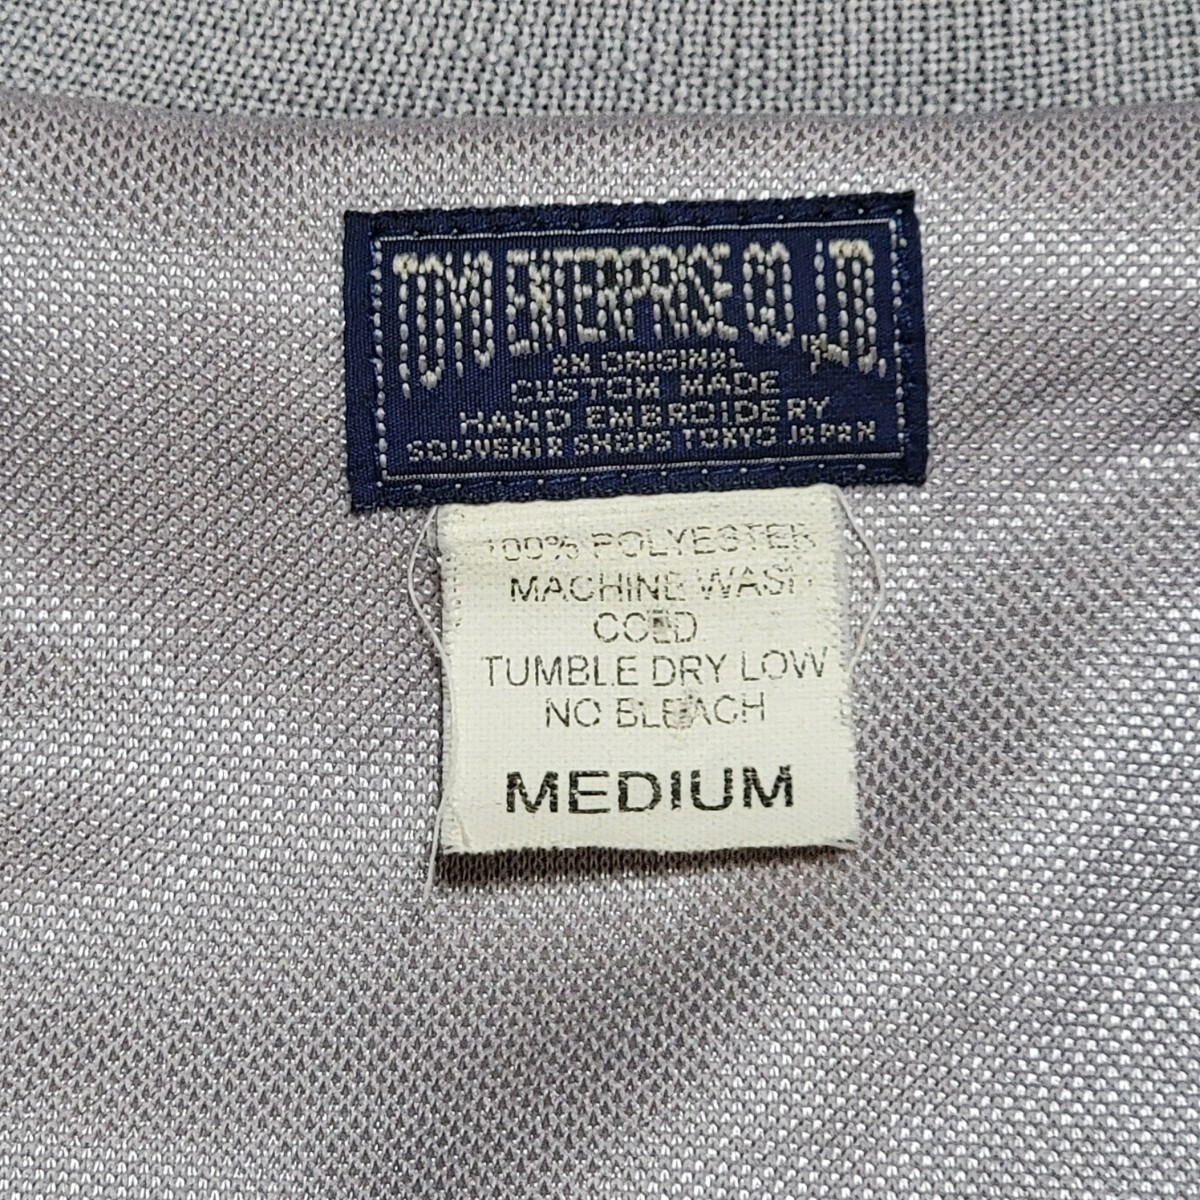 TOYO ENTERPRISE CO.,LTD.
AN ORIGINAL
CUSTOM MADE
HAND EMBROIDERY
SOUVENIR SHOPS TOKYO JAPAN
100% POLYESTER
MACHINE WASH
COLD
TUMBLE DRY LOW
NO BLEACH
MEDIUM